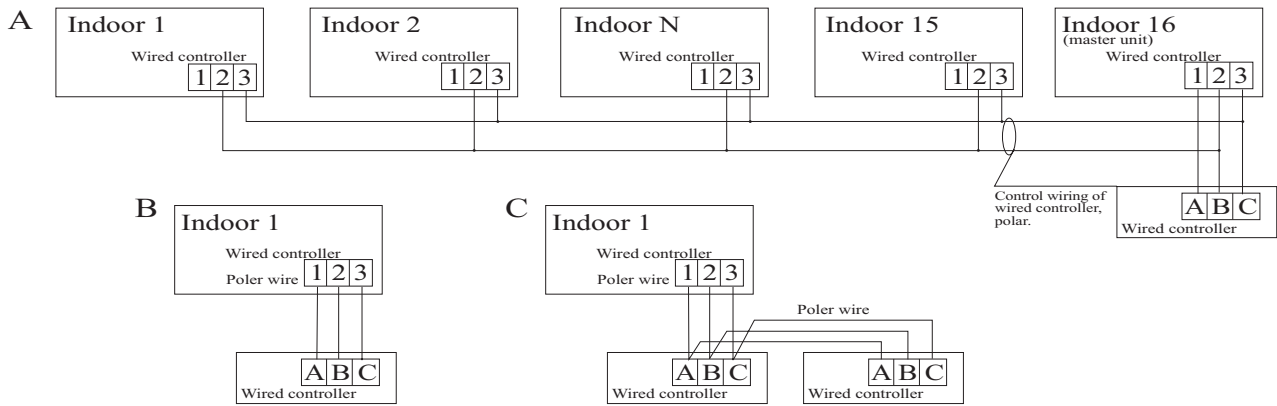 A
Indoor 1
Wired controller
1 2 3
Indoor 2
Wired controller
1 2 3
Indoor N
Wired controller
1 2 3
Indoor 15
Wired controller
1 2 3
Indoor 16
(master unit)
Wired controller
1 2 3
Control wiring of
wired controller,
polar.
A B C
Wired controller
B
Indoor 1
Wired controller
Poler wire
1 2 3
A B C
Wired controller
C
Indoor 1
Wired controller
Poler wire
1 2 3
Poler wire
A B C
Wired controller
A B C
Wired controller